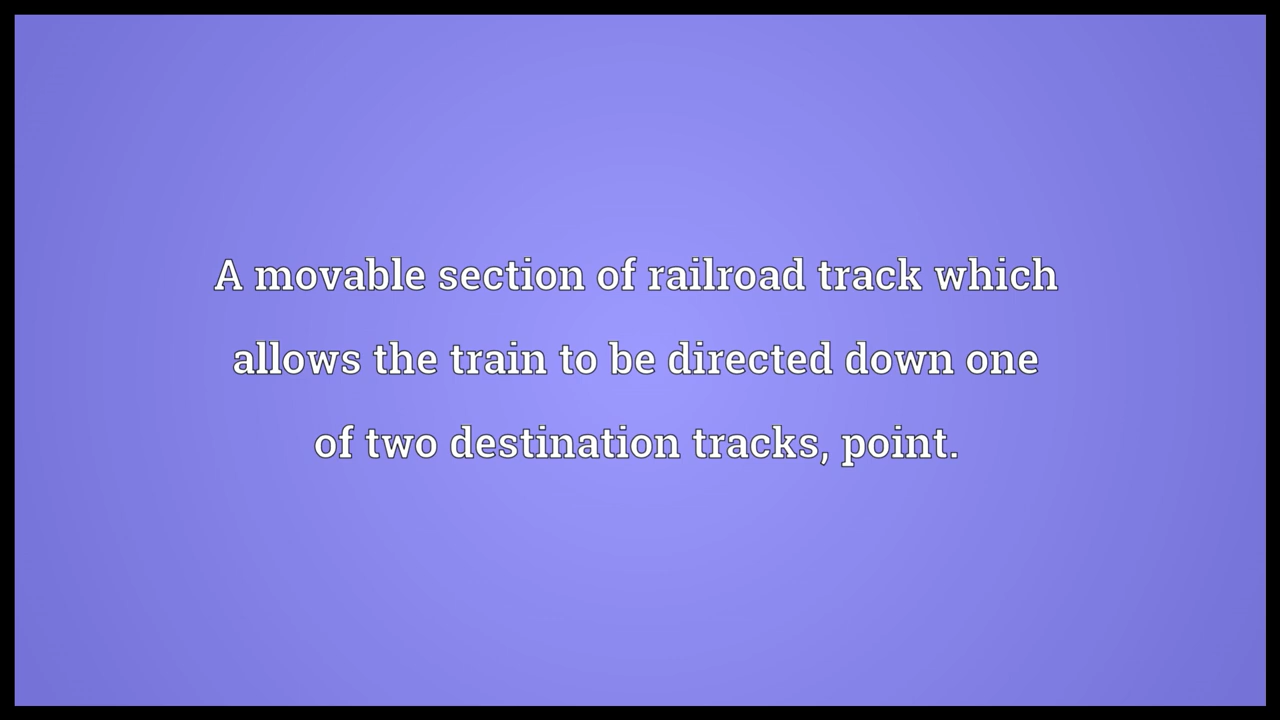 A movable section of railroad track which
allows the train to be directed down one
of two destination tracks, point.